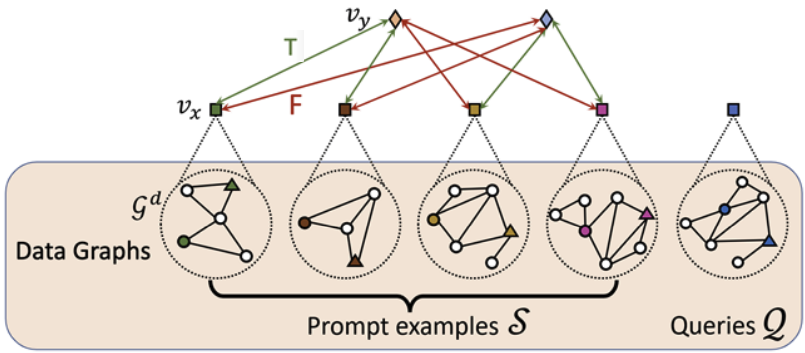 v_y
T
v_x
F
𝒢^d
Data Graphs
Prompt examples 𝒮
Queries 𝒬